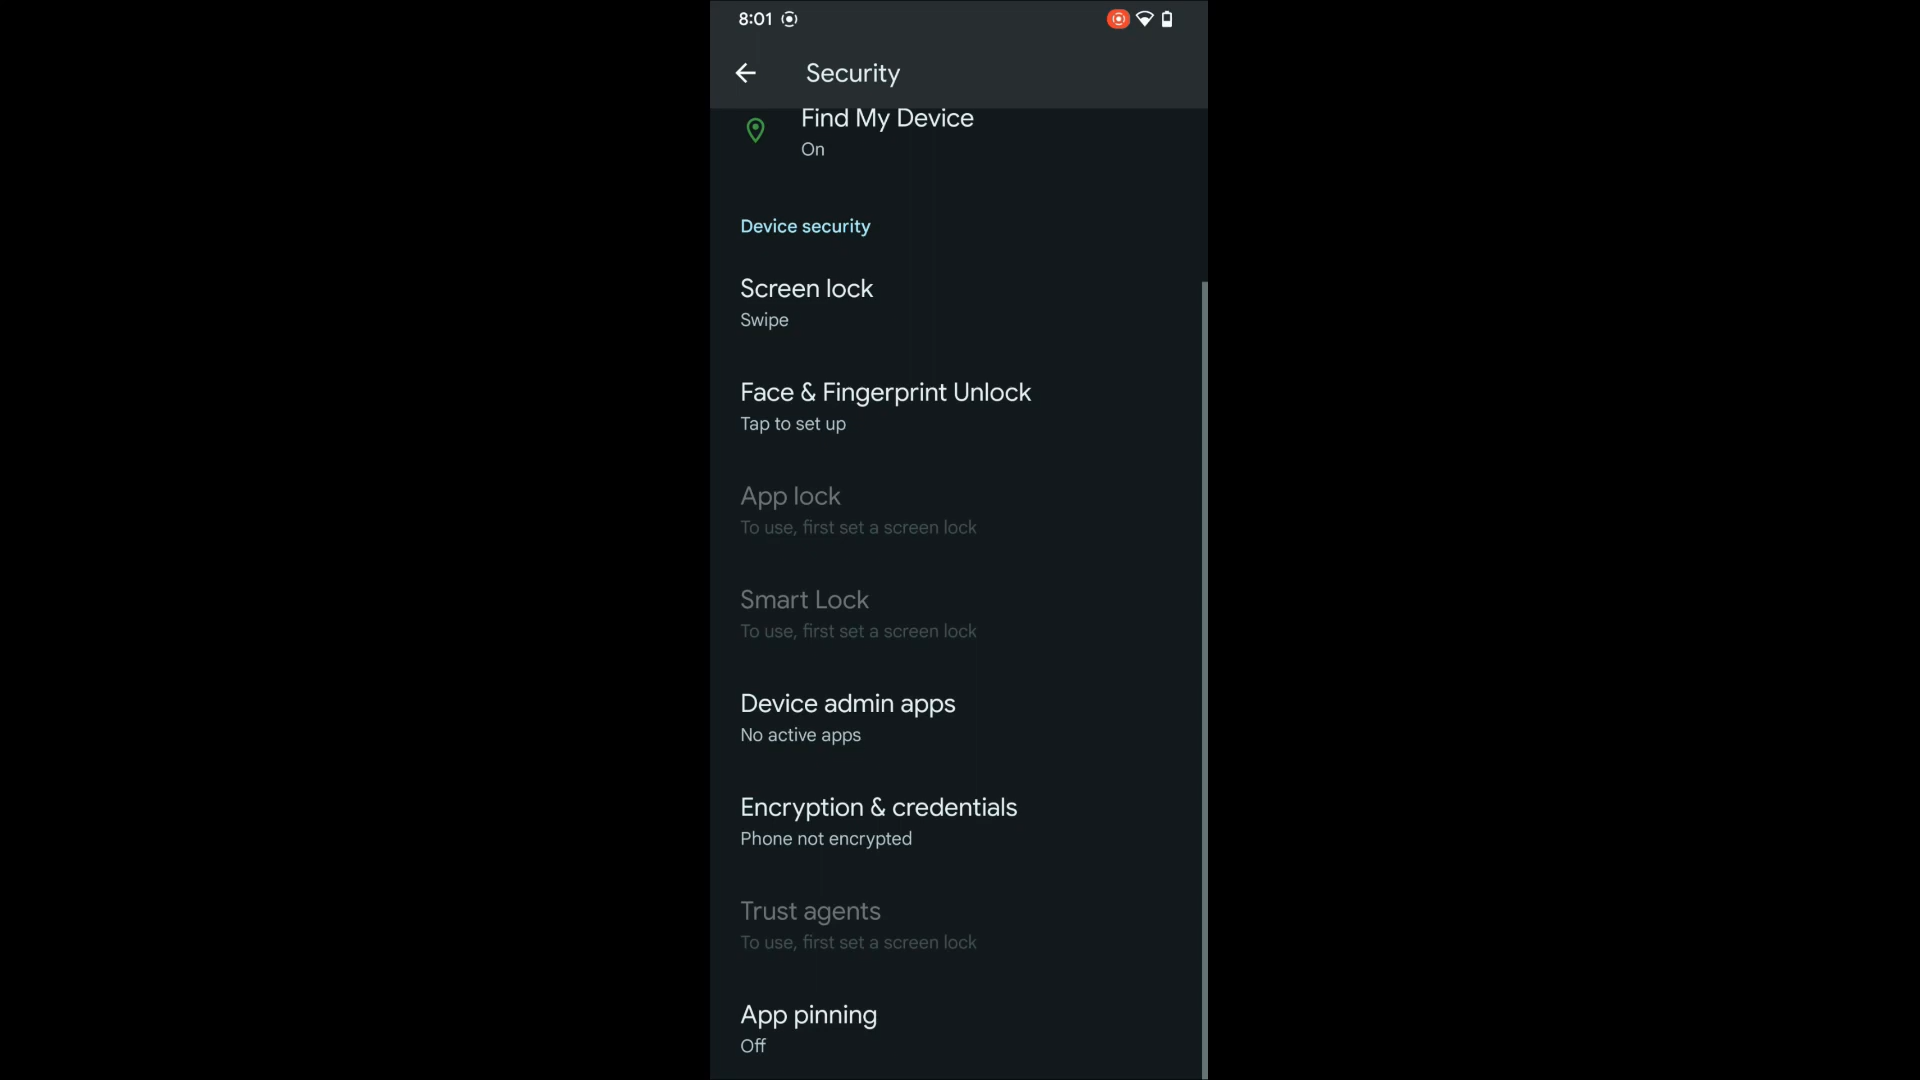 8:01
Security
Find My Device
On
Device security
Screen lock
Swipe
Face & Fingerprint Unlock
Tap to set up
App lock
To use, first set a screen lock
Smart Lock
To use, first set a screen lock
Device admin apps
No active apps
Encryption & credentials
Phone not encrypted
Trust agents
To use, first set a screen lock
App pinning
Off